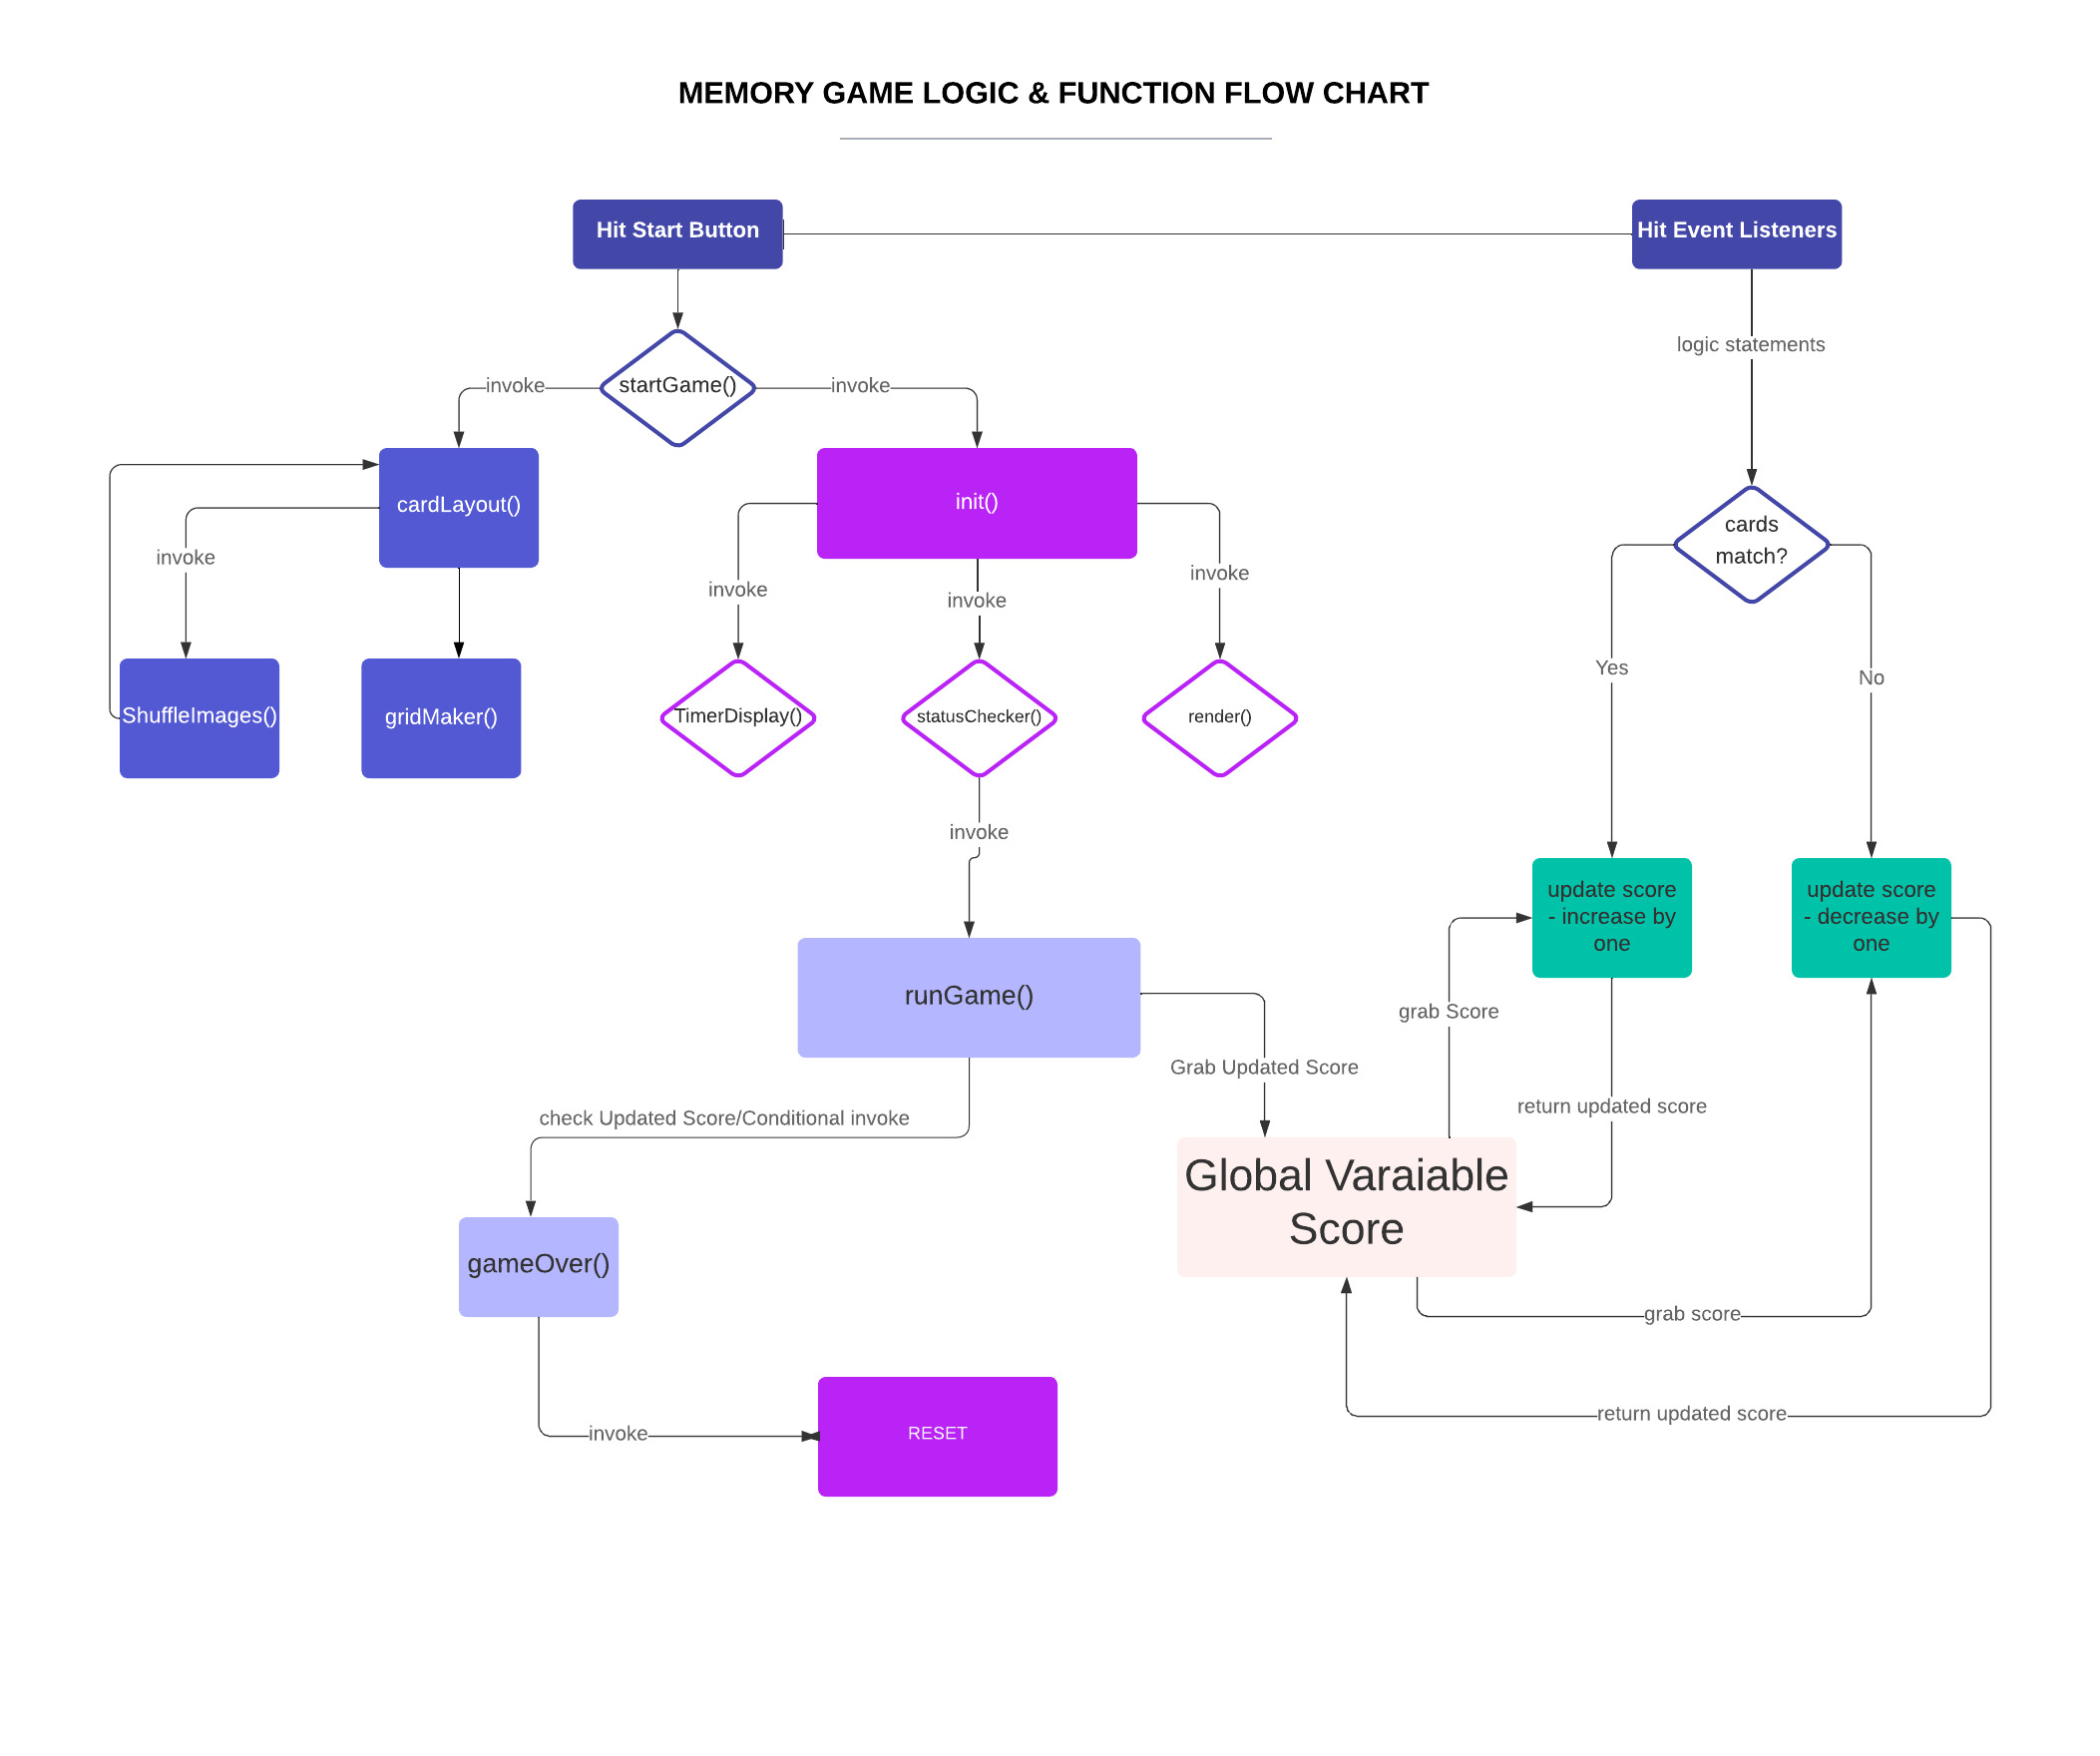 MEMORY GAME LOGIC & FUNCTION FLOW CHART
Hit Start Button
Hit Event Listeners
logic statements
invoke
startGame()
invoke
cardLayout()
init()
cards
match?
invoke
invoke
invoke
invoke
Yes
No
ShuffleImages()
gridMaker()
TimerDisplay()
statusChecker()
render()
invoke
update score
- increase by
one
update score
- decrease by
one
runGame()
grab Score
Grab Updated Score
return updated score
check Updated Score/Conditional invoke
Global Varaiable
Score
gameOver()
grab score
return updated score
invoke
RESET